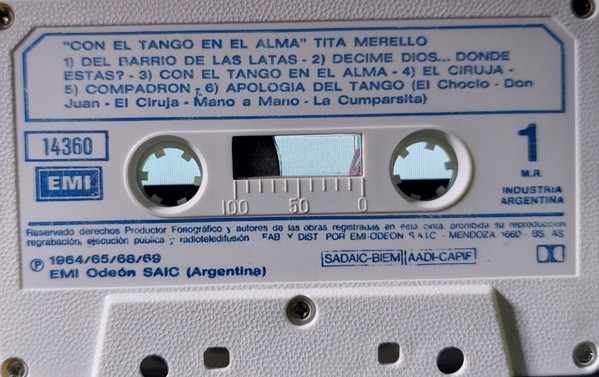 "CON EL TANGO EN EL ALMA" TITA MERELLO
1) DEL BARRIO DE LAS LATAS - 2) DECIME DIOS... DONDE
ESTAS? - 3) CON EL TANGO EN EL ALMA - 4) EL CIRUJA -
5) COMPADRON - 6) APOLOGIA DEL TANGO (El Choclo - Don
Juan - El Ciruja - Mano a Mano - La Cumparsita)
14360
EMI
100 50 0
1
M.R.
INDUSTRIA
ARGENTINA
Reservado derechos Productor Fonográfico y autores de las obras registradas en esta cinta prohibida su reproducción
regrabación, ejecución pública y radioteledifusión FAB Y DIST POR EMI-ODEON S A I C - MENDOZA 1660 - BS AS
℗ 1964/65/68/69
EMI Odeón SAIC (Argentina)
SADAIC-BIEM AADI-CAPIF